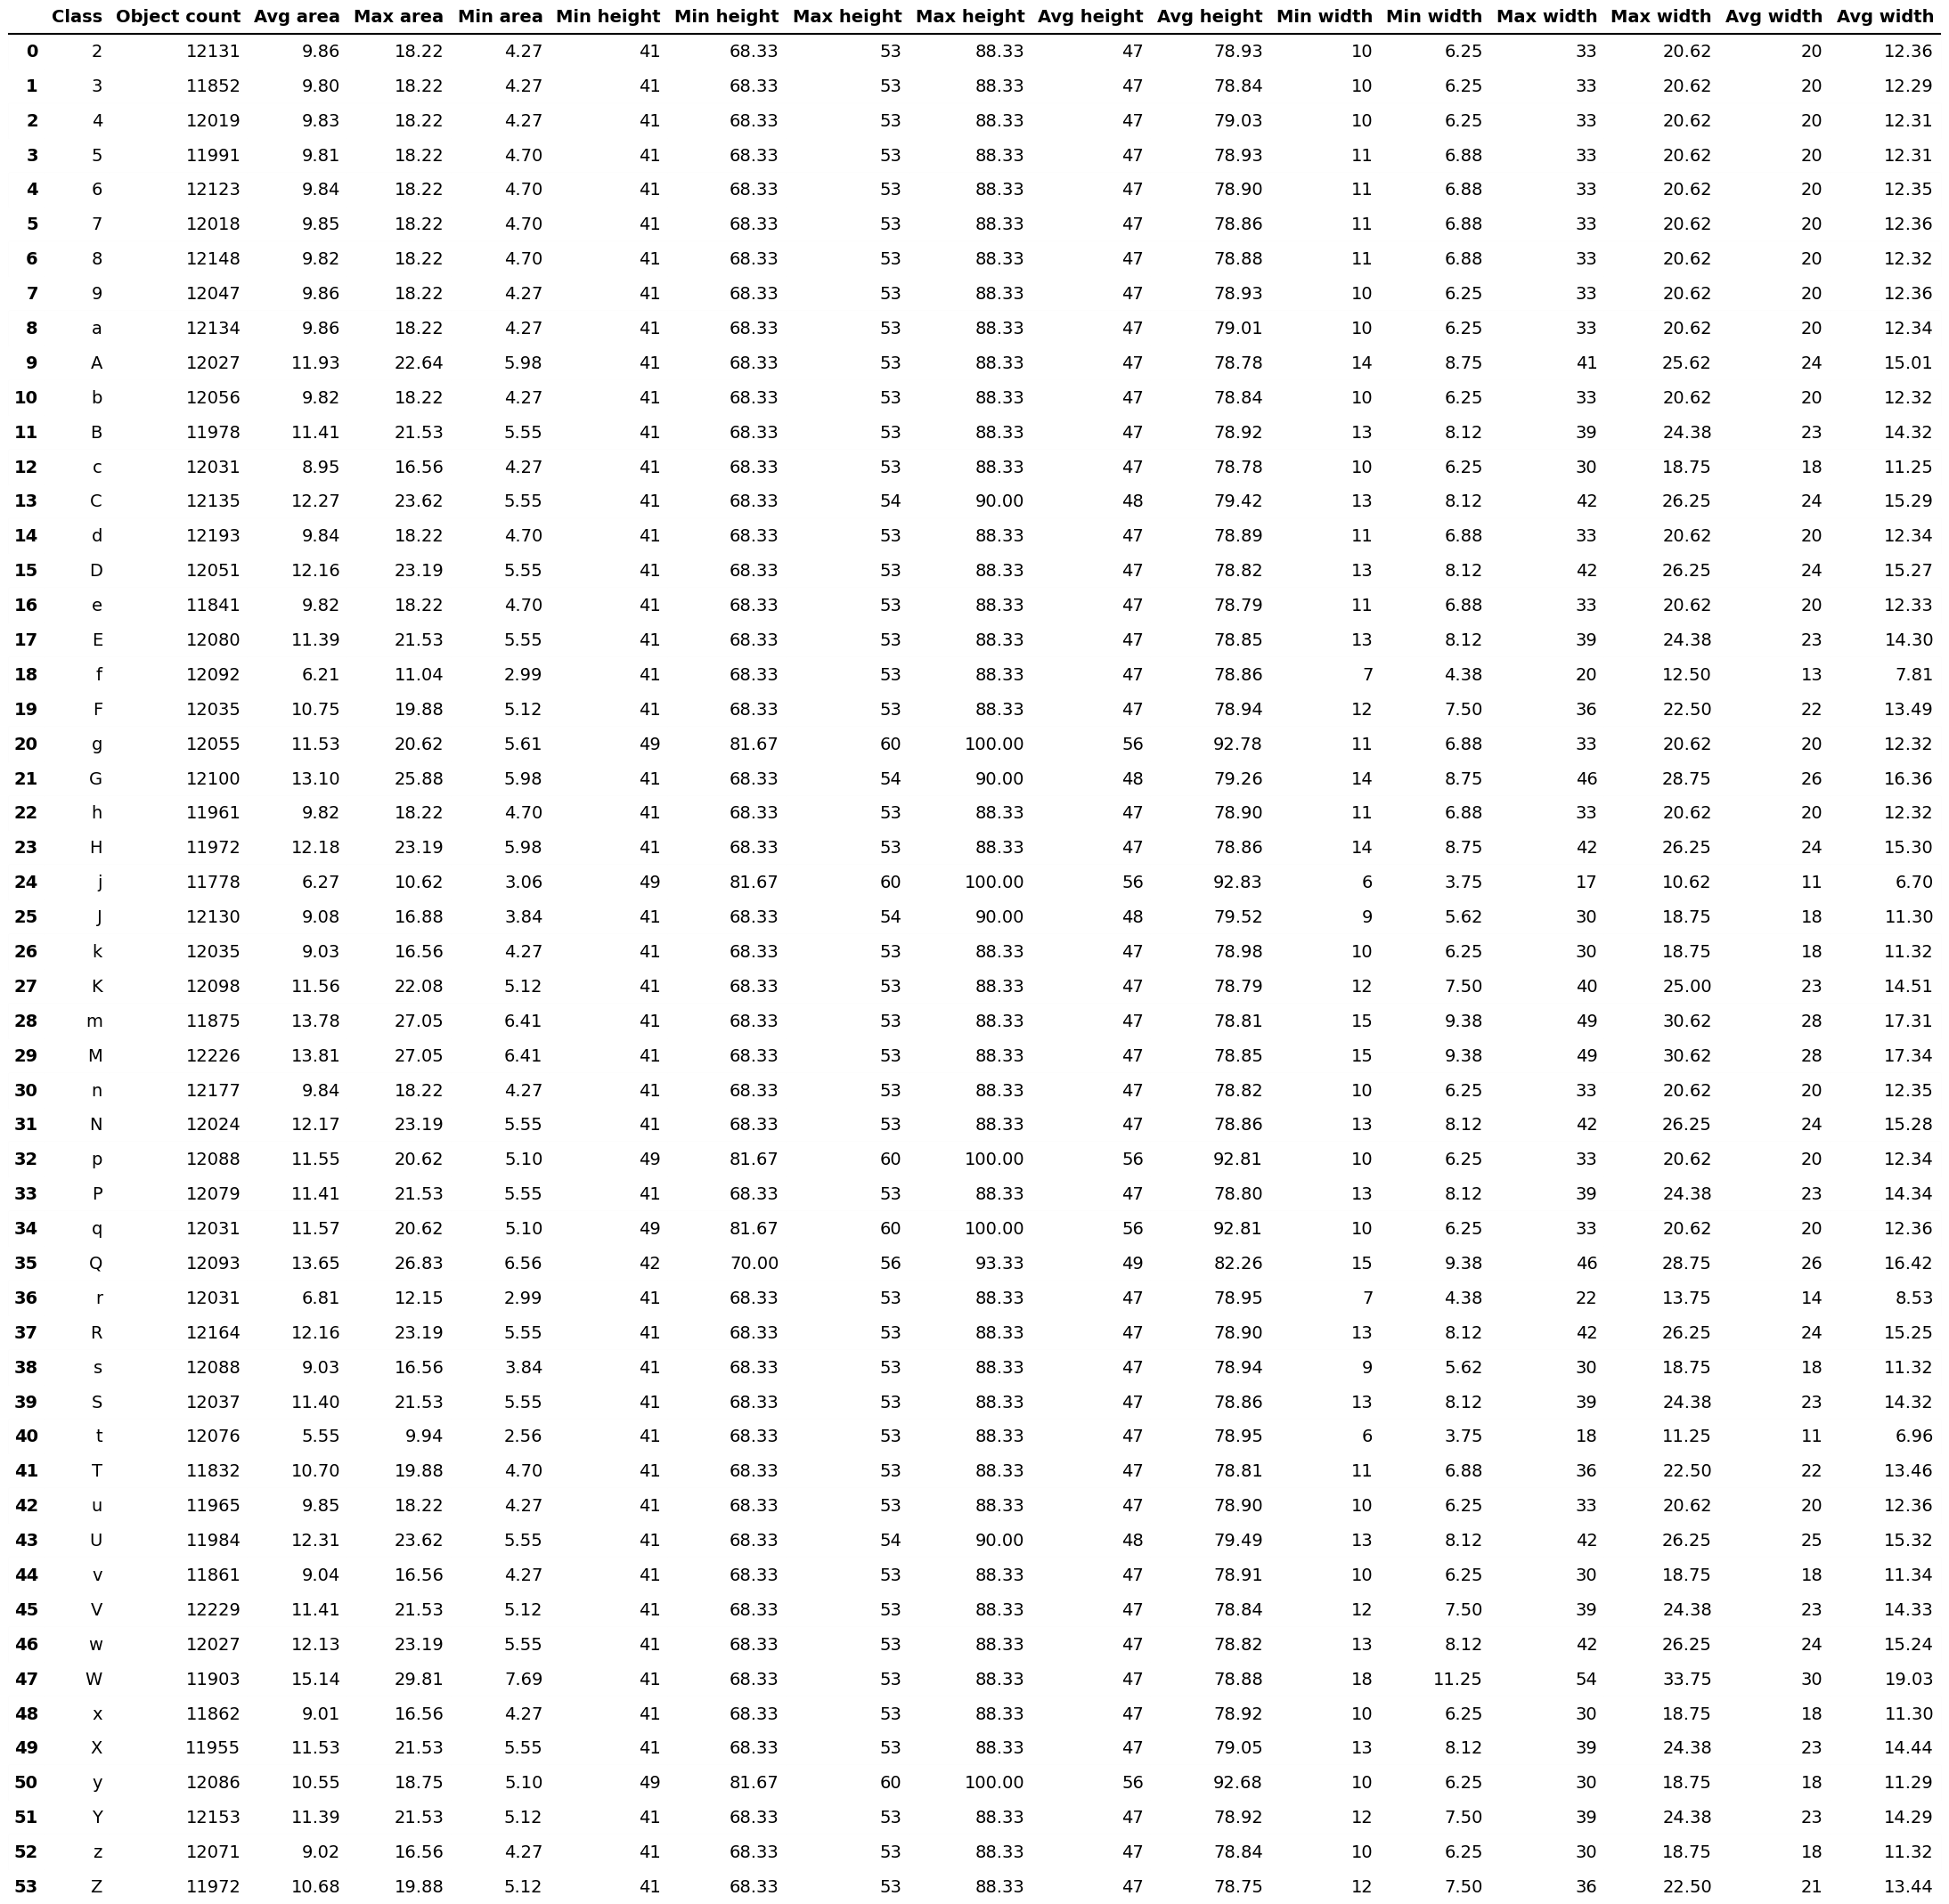 Class Object count Avg area Max area Min area Min height Min height Max height Max height Avg height Avg height Min width Min width Max width Max width Avg width Avg width
0 2 12131 9.86 18.22 4.27 41 68.33 53 88.33 47 78.93 10 6.25 33 20.62 20 12.36
1 3 11852 9.80 18.22 4.27 41 68.33 53 88.33 47 78.84 10 6.25 33 20.62 20 12.29
2 4 12019 9.83 18.22 4.27 41 68.33 53 88.33 47 79.03 10 6.25 33 20.62 20 12.31
3 5 11991 9.81 18.22 4.70 41 68.33 53 88.33 47 78.93 11 6.88 33 20.62 20 12.31
4 6 12123 9.84 18.22 4.70 41 68.33 53 88.33 47 78.90 11 6.88 33 20.62 20 12.35
5 7 12018 9.85 18.22 4.70 41 68.33 53 88.33 47 78.86 11 6.88 33 20.62 20 12.36
6 8 12148 9.82 18.22 4.70 41 68.33 53 88.33 47 78.88 11 6.88 33 20.62 20 12.32
7 9 12047 9.86 18.22 4.27 41 68.33 53 88.33 47 78.93 10 6.25 33 20.62 20 12.36
8 a 12134 9.86 18.22 4.27 41 68.33 53 88.33 47 79.01 10 6.25 33 20.62 20 12.34
9 A 12027 11.93 22.64 5.98 41 68.33 53 88.33 47 78.78 14 8.75 41 25.62 24 15.01
10 b 12056 9.82 18.22 4.27 41 68.33 53 88.33 47 78.84 10 6.25 33 20.62 20 12.32
11 B 11978 11.41 21.53 5.55 41 68.33 53 88.33 47 78.92 13 8.12 39 24.38 23 14.32
12 c 12031 8.95 16.56 4.27 41 68.33 53 88.33 47 78.78 10 6.25 30 18.75 18 11.25
13 C 12135 12.27 23.62 5.55 41 68.33 54 90.00 48 79.42 13 8.12 42 26.25 24 15.29
14 d 12193 9.84 18.22 4.70 41 68.33 53 88.33 47 78.89 11 6.88 33 20.62 20 12.34
15 D 12051 12.16 23.19 5.55 41 68.33 53 88.33 47 78.82 13 8.12 42 26.25 24 15.27
16 e 11841 9.82 18.22 4.70 41 68.33 53 88.33 47 78.79 11 6.88 33 20.62 20 12.33
17 E 12080 11.39 21.53 5.55 41 68.33 53 88.33 47 78.85 13 8.12 39 24.38 23 14.30
18 f 12092 6.21 11.04 2.99 41 68.33 53 88.33 47 78.86 7 4.38 20 12.50 13 7.81
19 F 12035 10.75 19.88 5.12 41 68.33 53 88.33 47 78.94 12 7.50 36 22.50 22 13.49
20 g 12055 11.53 20.62 5.61 49 81.67 60 100.00 56 92.78 11 6.88 33 20.62 20 12.32
21 G 12100 13.10 25.88 5.98 41 68.33 54 90.00 48 79.26 14 8.75 46 28.75 26 16.36
22 h 11961 9.82 18.22 4.70 41 68.33 53 88.33 47 78.90 11 6.88 33 20.62 20 12.32
23 H 11972 12.18 23.19 5.98 41 68.33 53 88.33 47 78.86 14 8.75 42 26.25 24 15.30
24 j 11778 6.27 10.62 3.06 49 81.67 60 100.00 56 92.83 6 3.75 17 10.62 11 6.70
25 J 12130 9.08 16.88 3.84 41 68.33 54 90.00 48 79.52 9 5.62 30 18.75 18 11.30
26 k 12035 9.03 16.56 4.27 41 68.33 53 88.33 47 78.98 10 6.25 30 18.75 18 11.32
27 K 12098 11.56 22.08 5.12 41 68.33 53 88.33 47 78.79 12 7.50 40 25.00 23 14.51
28 m 11875 13.78 27.05 6.41 41 68.33 53 88.33 47 78.81 15 9.38 49 30.62 28 17.31
29 M 12226 13.81 27.05 6.41 41 68.33 53 88.33 47 78.85 15 9.38 49 30.62 28 17.34
30 n 12177 9.84 18.22 4.27 41 68.33 53 88.33 47 78.82 10 6.25 33 20.62 20 12.35
31 N 12024 12.17 23.19 5.55 41 68.33 53 88.33 47 78.86 13 8.12 42 26.25 24 15.28
32 p 12088 11.55 20.62 5.10 49 81.67 60 100.00 56 92.81 10 6.25 33 20.62 20 12.34
33 P 12079 11.41 21.53 5.55 41 68.33 53 88.33 47 78.80 13 8.12 39 24.38 23 14.34
34 q 12031 11.57 20.62 5.10 49 81.67 60 100.00 56 92.81 10 6.25 33 20.62 20 12.36
35 Q 12093 13.65 26.83 6.56 42 70.00 56 93.33 49 82.26 15 9.38 46 28.75 26 16.42
36 r 12031 6.81 12.15 2.99 41 68.33 53 88.33 47 78.95 7 4.38 22 13.75 14 8.53
37 R 12164 12.16 23.19 5.55 41 68.33 53 88.33 47 78.90 13 8.12 42 26.25 24 15.25
38 s 12088 9.03 16.56 3.84 41 68.33 53 88.33 47 78.94 9 5.62 30 18.75 18 11.32
39 S 12037 11.40 21.53 5.55 41 68.33 53 88.33 47 78.86 13 8.12 39 24.38 23 14.32
40 t 12076 5.55 9.94 2.56 41 68.33 53 88.33 47 78.95 6 3.75 18 11.25 11 6.96
41 T 11832 10.70 19.88 4.70 41 68.33 53 88.33 47 78.81 11 6.88 36 22.50 22 13.46
42 u 11965 9.85 18.22 4.27 41 68.33 53 88.33 47 78.90 10 6.25 33 20.62 20 12.36
43 U 11984 12.31 23.62 5.55 41 68.33 54 90.00 48 79.49 13 8.12 42 26.25 25 15.32
44 v 11861 9.04 16.56 4.27 41 68.33 53 88.33 47 78.91 10 6.25 30 18.75 18 11.34
45 V 12229 11.41 21.53 5.12 41 68.33 53 88.33 47 78.84 12 7.50 39 24.38 23 14.33
46 w 12027 12.13 23.19 5.55 41 68.33 53 88.33 47 78.82 13 8.12 42 26.25 24 15.24
47 W 11903 15.14 29.81 7.69 41 68.33 53 88.33 47 78.88 18 11.25 54 33.75 30 19.03
48 x 11862 9.01 16.56 4.27 41 68.33 53 88.33 47 78.92 10 6.25 30 18.75 18 11.30
49 X 11955 11.53 21.53 5.55 41 68.33 53 88.33 47 79.05 13 8.12 39 24.38 23 14.44
50 y 12086 10.55 18.75 5.10 49 81.67 60 100.00 56 92.68 10 6.25 30 18.75 18 11.29
51 Y 12153 11.39 21.53 5.12 41 68.33 53 88.33 47 78.92 12 7.50 39 24.38 23 14.29
52 z 12071 9.02 16.56 4.27 41 68.33 53 88.33 47 78.84 10 6.25 30 18.75 18 11.32
53 Z 11972 10.68 19.88 5.12 41 68.33 53 88.33 47 78.75 12 7.50 36 22.50 21 13.44